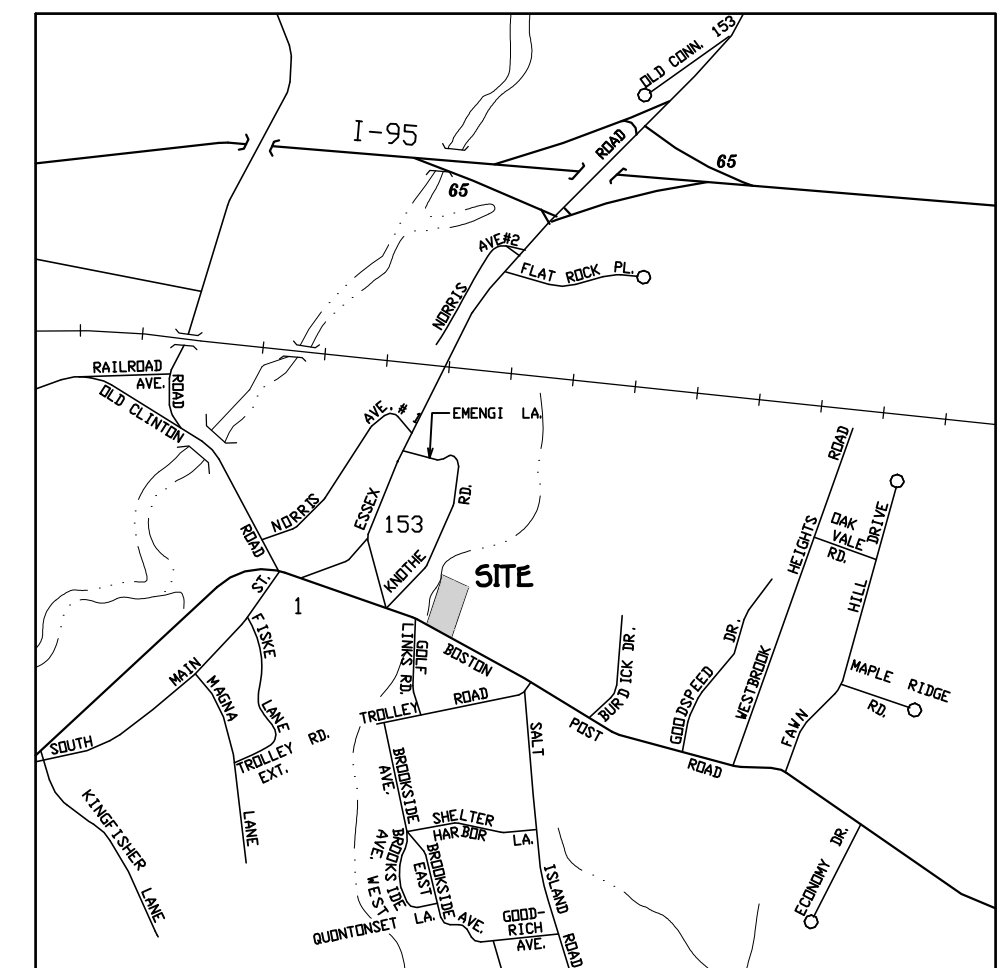 OLD CONN. 153
I-95
ROAD
65
65
AVE#2
NORRIS
FLAT ROCK PL.
RAILROAD
AVE.
ROAD
OLD CLINTON
ROAD
AVE. # 1
NORRIS
EMENGI LA.
ESSEX
153
KNOTHE
RD.
SITE
ROAD
HEIGHTS
WESTBROOK
OAK
VALE
RD.
DRIVE
HILL
FAWN
MAPLE RIDGE
RD.
ST.
MAIN
SOUTH
1
FISKE
LANE
MAGNA
LANE
TROLLEY RD.
EXT.
GOLF
LINKS RD.
BOSTON
POST
ROAD
TROLLEY ROAD
BURDICK DR.
GOODSPEED DR.
SALT
ISLAND
ROAD
BROOKSIDE
AVE.
SHELTER
HARBOR LA.
BROOKSIDE
AVE. WEST
BROOKSIDE
EAST
AVE.
QUONTONSET LA.
GOOD-
RICH
AVE.
KINGFISHER LANE
ECONOMY DR.